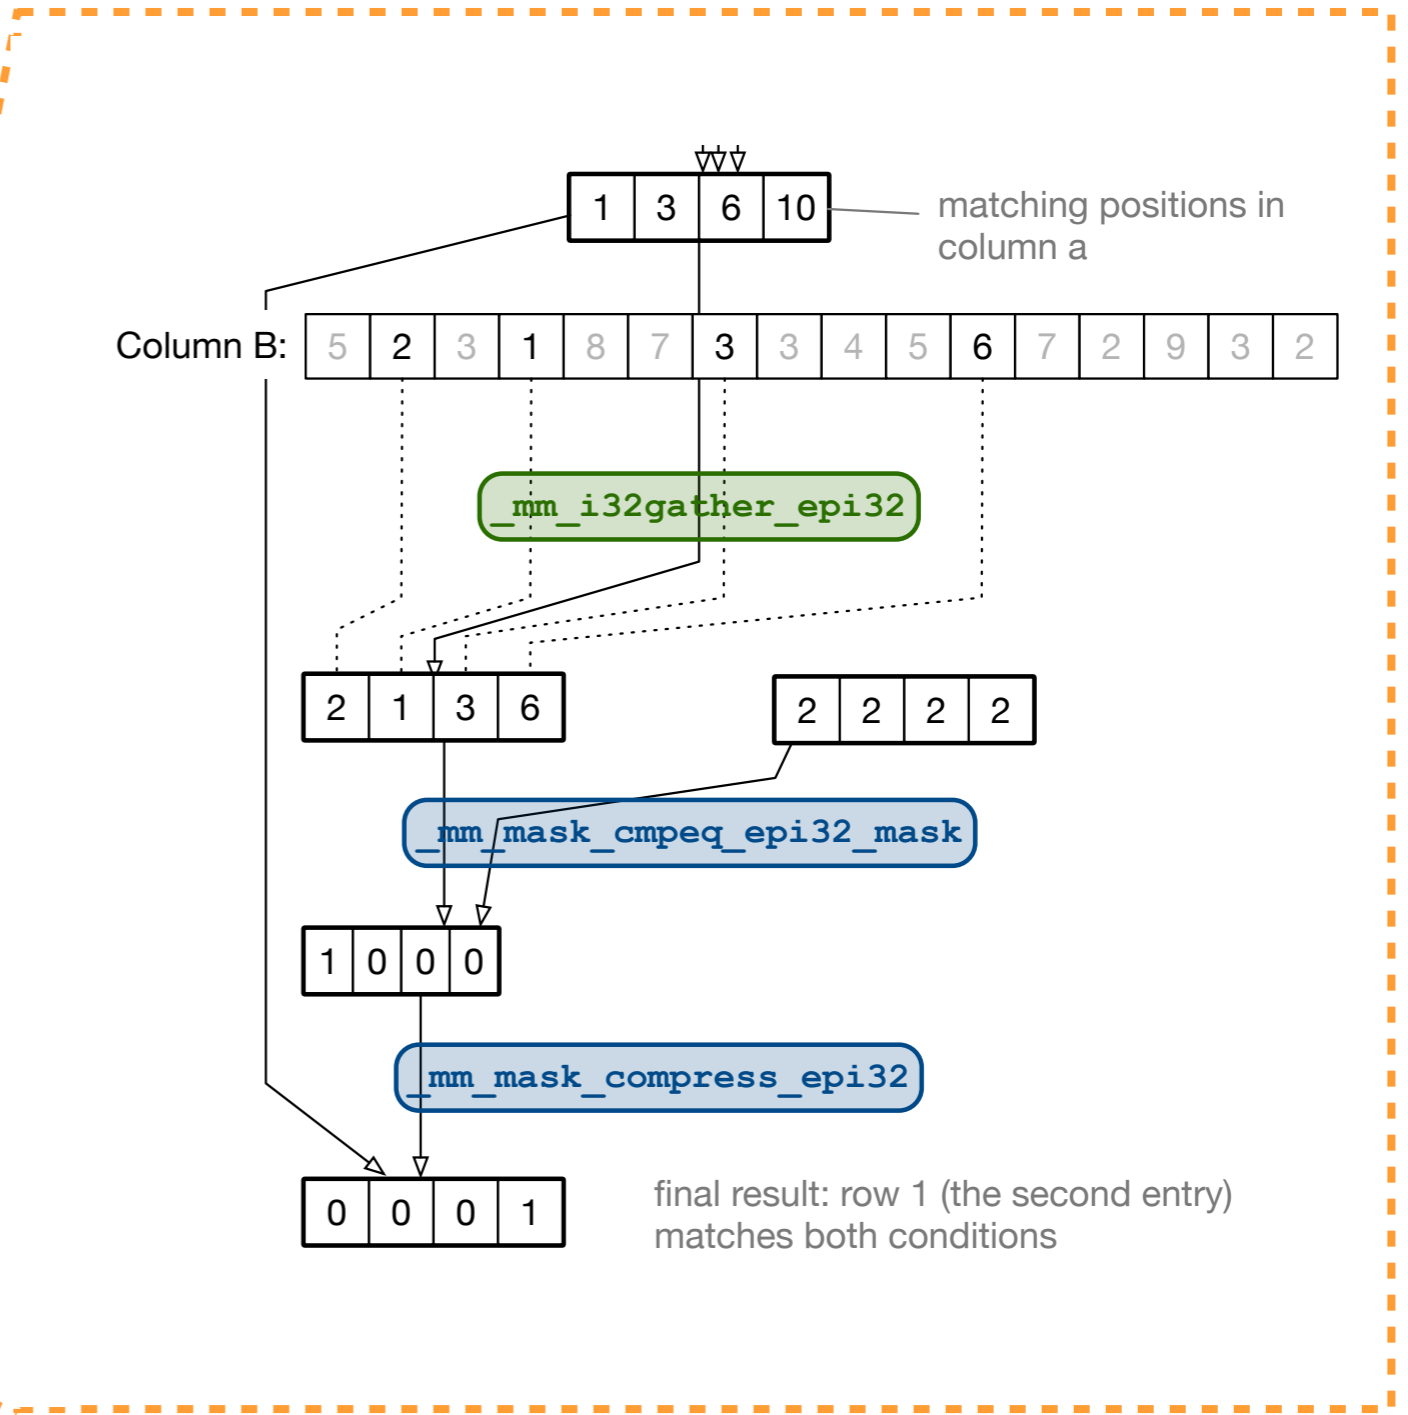 1 3 6 10
matching positions in
column a
Column B: 5 2 3 1 8 7 3 3 4 5 6 7 2 9 3 2
_mm_i32gather_epi32
2 1 3 6
2 2 2 2
_mm_mask_cmpeq_epi32_mask
1 0 0 0
_mm_mask_compress_epi32
0 0 0 1
final result: row 1 (the second entry)
matches both conditions